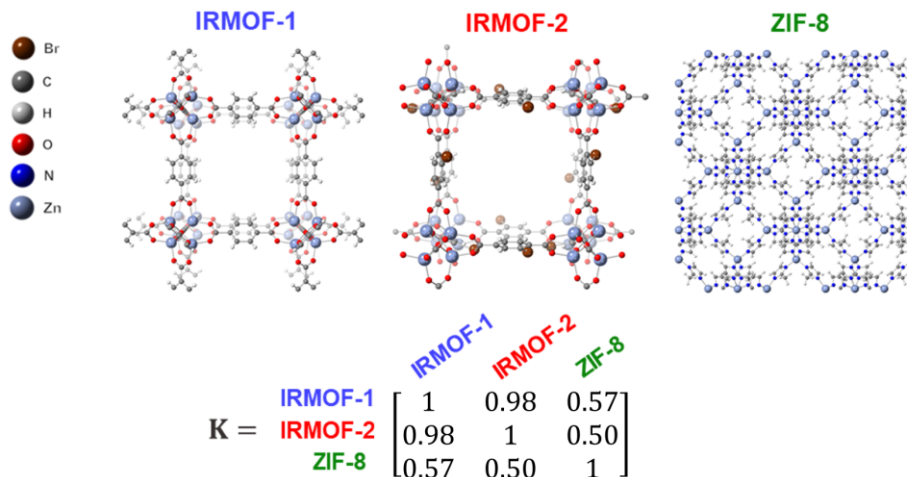 IRMOF-1 IRMOF-2 ZIF-8
Br
C
H
O
N
Zn
IRMOF-1 IRMOF-2 ZIF-8
IRMOF-1 1 0.98 0.57
K = IRMOF-2 0.98 1 0.50
ZIF-8 0.57 0.50 1